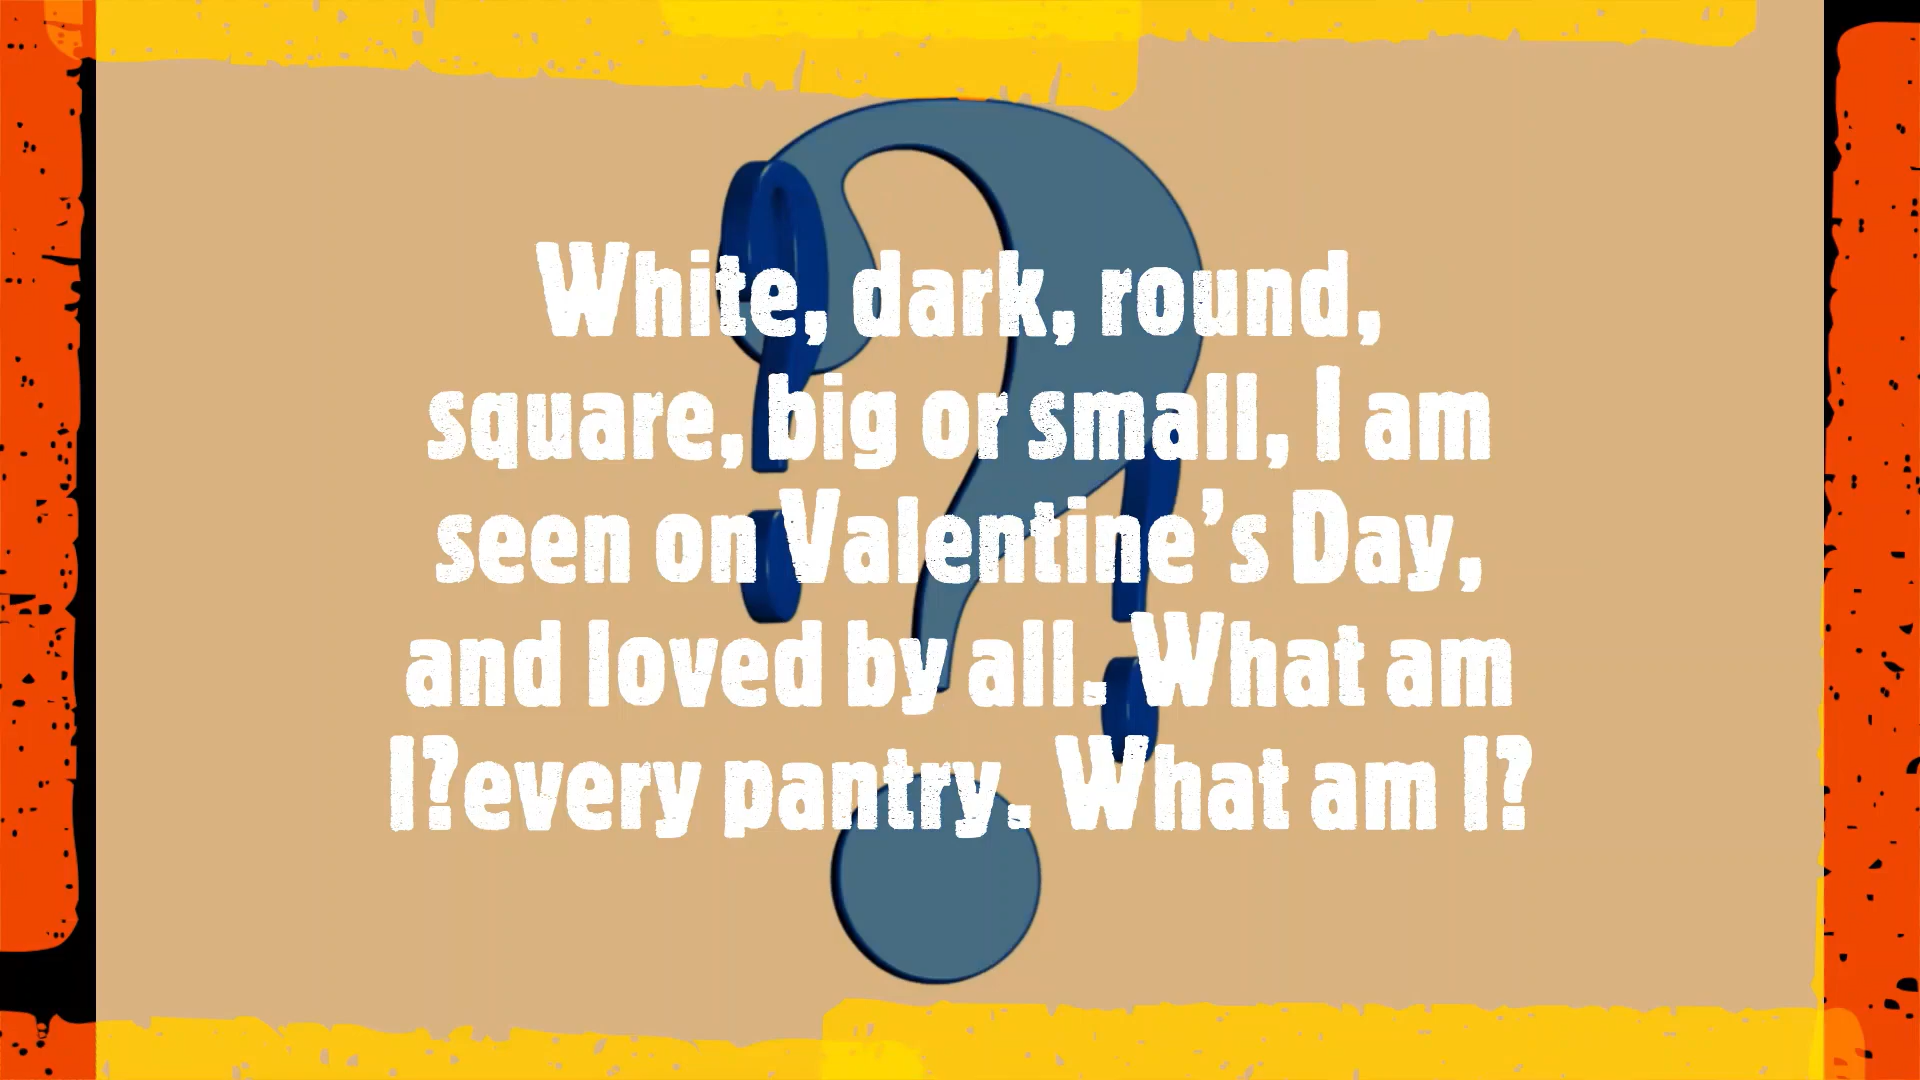 White, dark, round,
square, big or small, I am
seen on Valentine’s Day,
and loved by all. What am
I?every pantry. What am I?